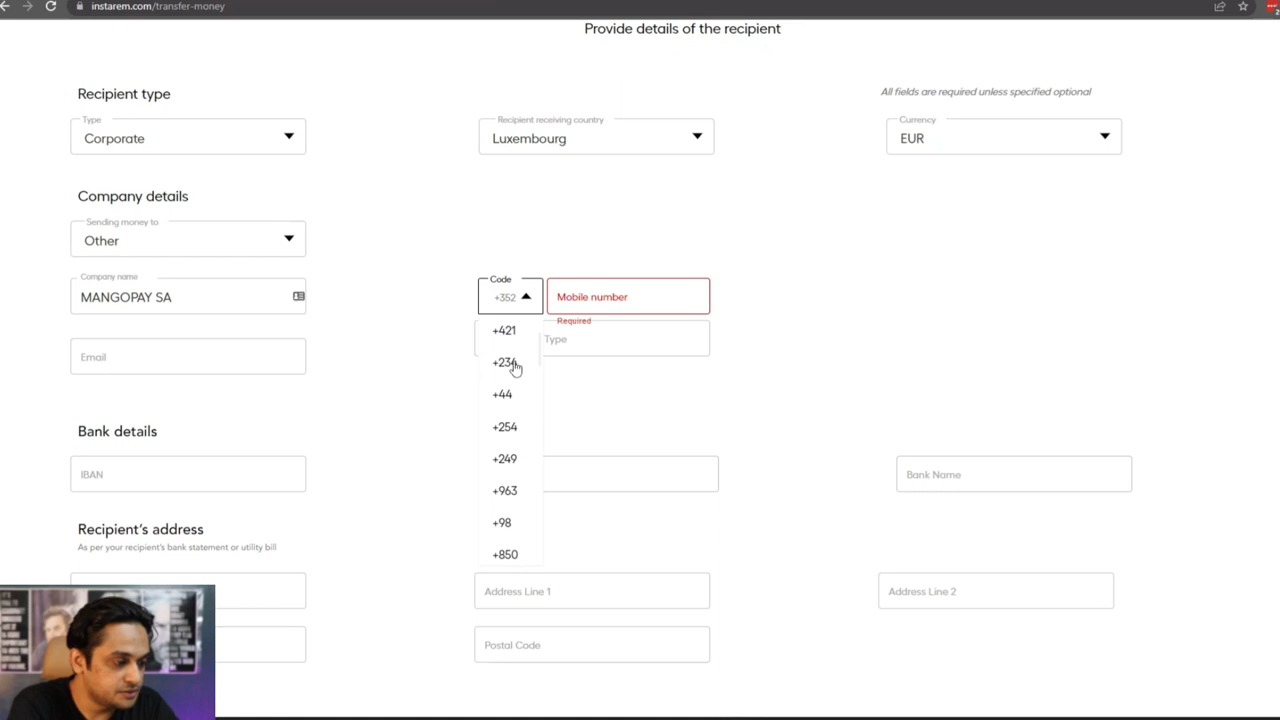 instarem.com/transfer-money
2
Provide details of the recipient
Recipient type
All fields are required unless specified optional
Type
Corporate
Recipient receiving country
Luxembourg
Currency
EUR
Company details
Sending money to
Other
Company name
MANGOPAY SA
Code
+352
Mobile number
Required
Type
Email
+421
+234
+44
+254
+249
+963
+98
+850
Bank details
IBAN
Bank Name
Recipient's address
As per your recipient's bank statement or utility bill
Address Line 1
Address Line 2
Postal Code